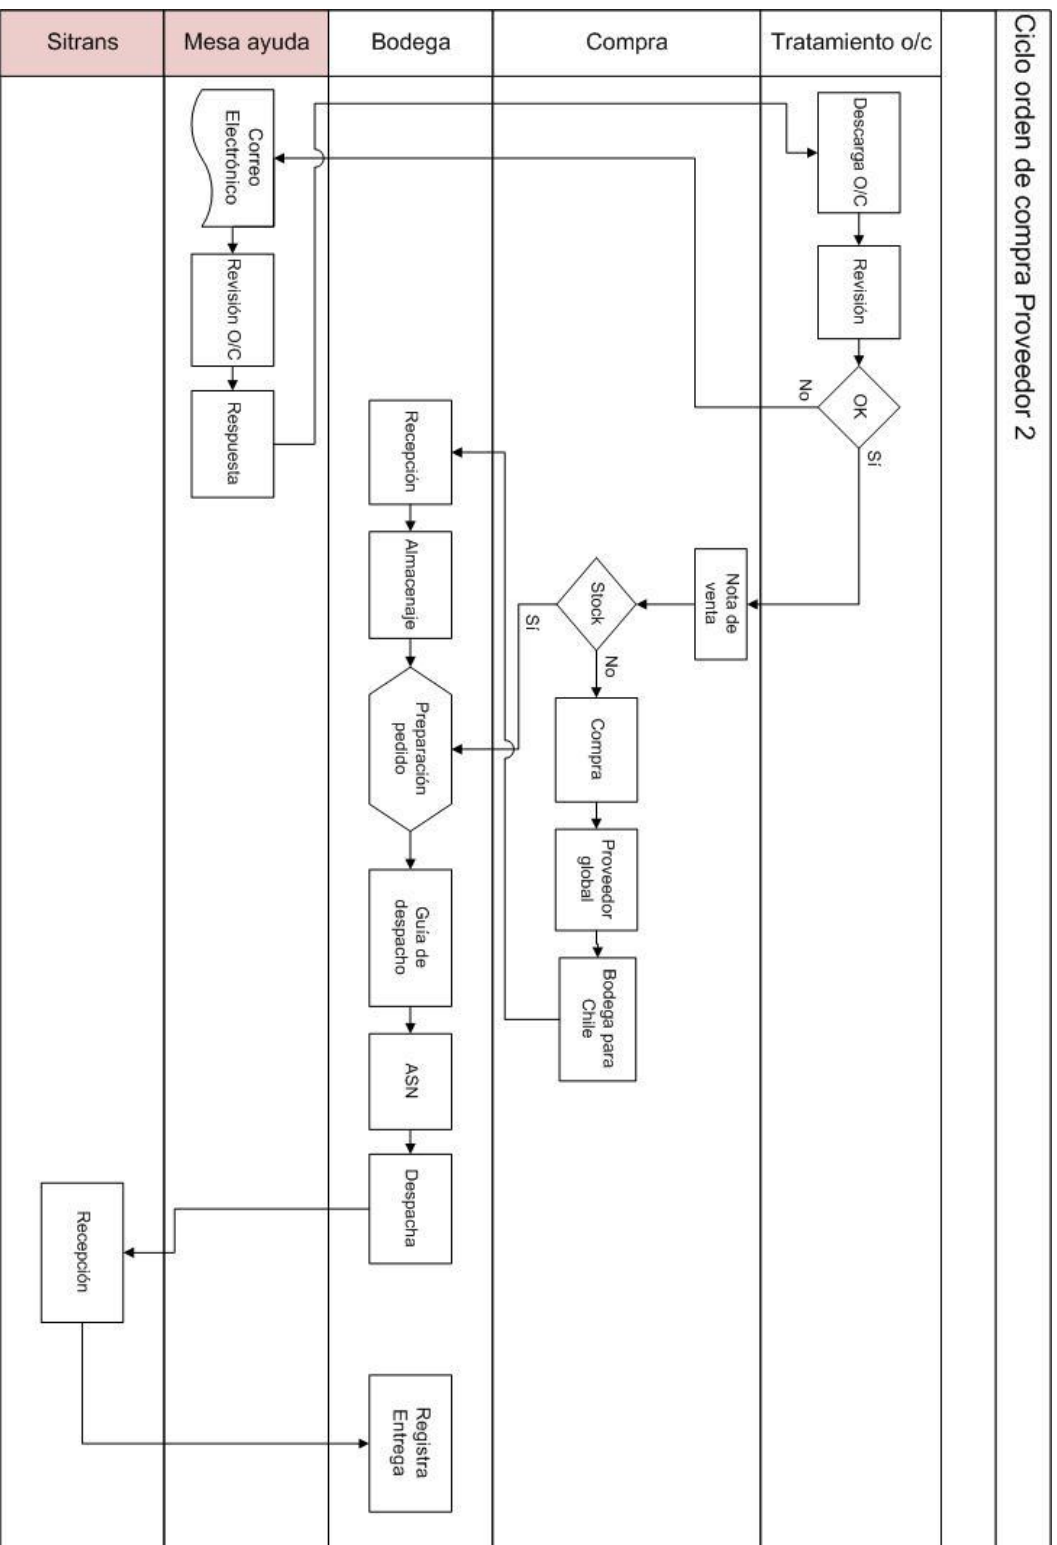 Ciclo orden de compra Proveedor 2
Tratamiento o/c
Descarga O/C
Revisión
OK
No
Sí
Compra
Nota de
venta
Stock
Sí
No
Compra
Proveedor
global
Bodega para
Chile
Bodega
Recepción
Almacenaje
Preparación
pedido
Guía de
despacho
ASN
Despacha
Registra
Entrega
Mesa ayuda
Correo
Electrónico
Revisión O/C
Respuesta
Sitrans
Recepción